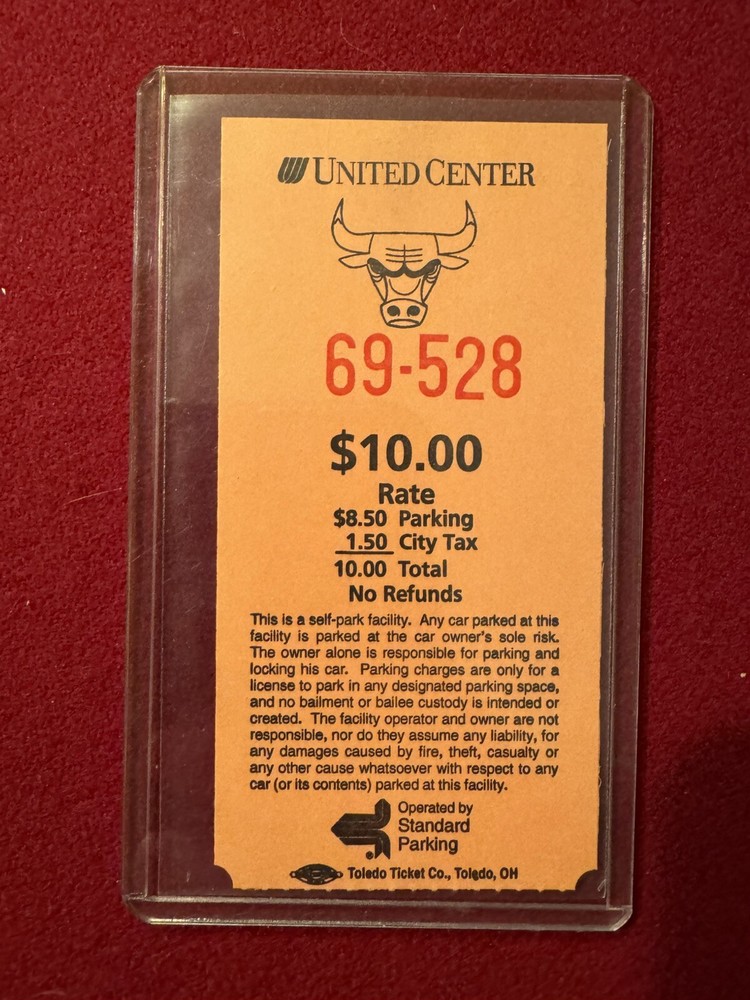 UNITED CENTER
69-528
$10.00
Rate
$8.50 Parking
1.50 City Tax
10.00 Total
No Refunds
This is a self-park facility. Any car parked at this
facility is parked at the car owner's sole risk.
The owner alone is responsible for parking and
locking his car. Parking charges are only for a
license to park in any designated parking space,
and no bailment or bailee custody is intended or
created. The facility operator and owner are not
responsible, nor do they assume any liability, for
any damages caused by fire, theft, casualty or
any other cause whatsoever with respect to any
car (or its contents) parked at this facility.
Operated by
Standard
Parking
Toledo Ticket Co., Toledo, OH